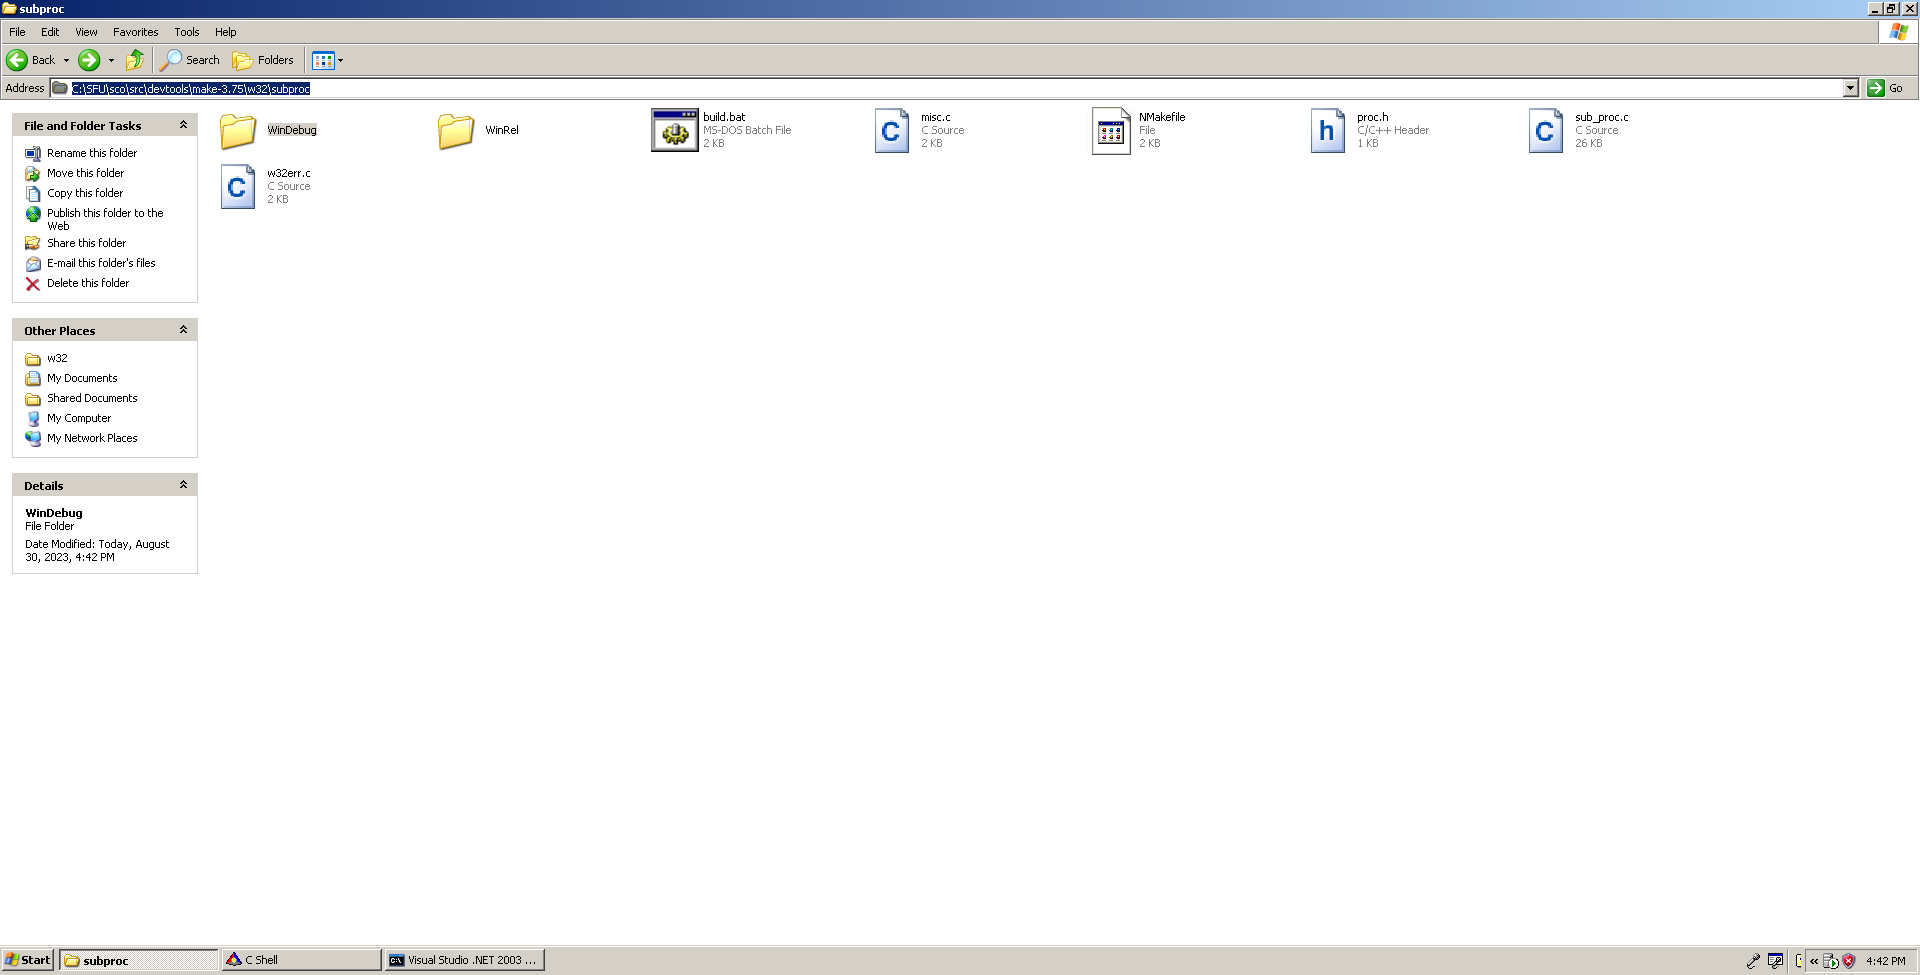 subproc
File Edit View Favorites Tools Help
Back Search Folders
Address C:\SFU\sco\src\devtools\make-3.75\w32\subproc Go
File and Folder Tasks
Rename this folder
Move this folder
Copy this folder
Publish this folder to the
Web
Share this folder
E-mail this folder's files
Delete this folder
Other Places
w32
My Documents
Shared Documents
My Computer
My Network Places
Details
WinDebug
File Folder
Date Modified: Today, August
30, 2023, 4:42 PM
WinDebug
WinRel
build.bat
MS-DOS Batch File
2 KB
misc.c
C Source
2 KB
NMakefile
File
2 KB
proc.h
C/C++ Header
1 KB
sub_proc.c
C Source
26 KB
w32err.c
C Source
2 KB
Start subproc C Shell Visual Studio .NET 2003 ... « 4:42 PM